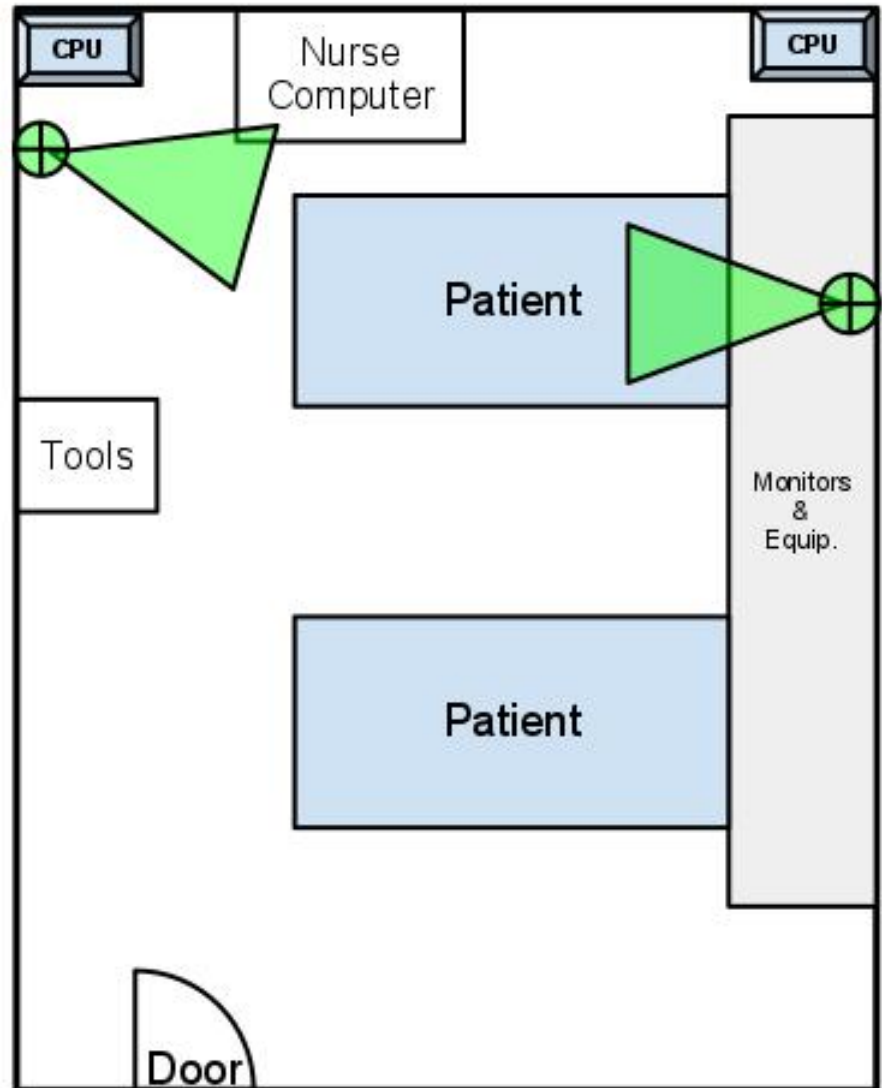 CPU
Nurse
Computer
CPU
Patient
Tools
Monitors
&
Equip.
Patient
Door